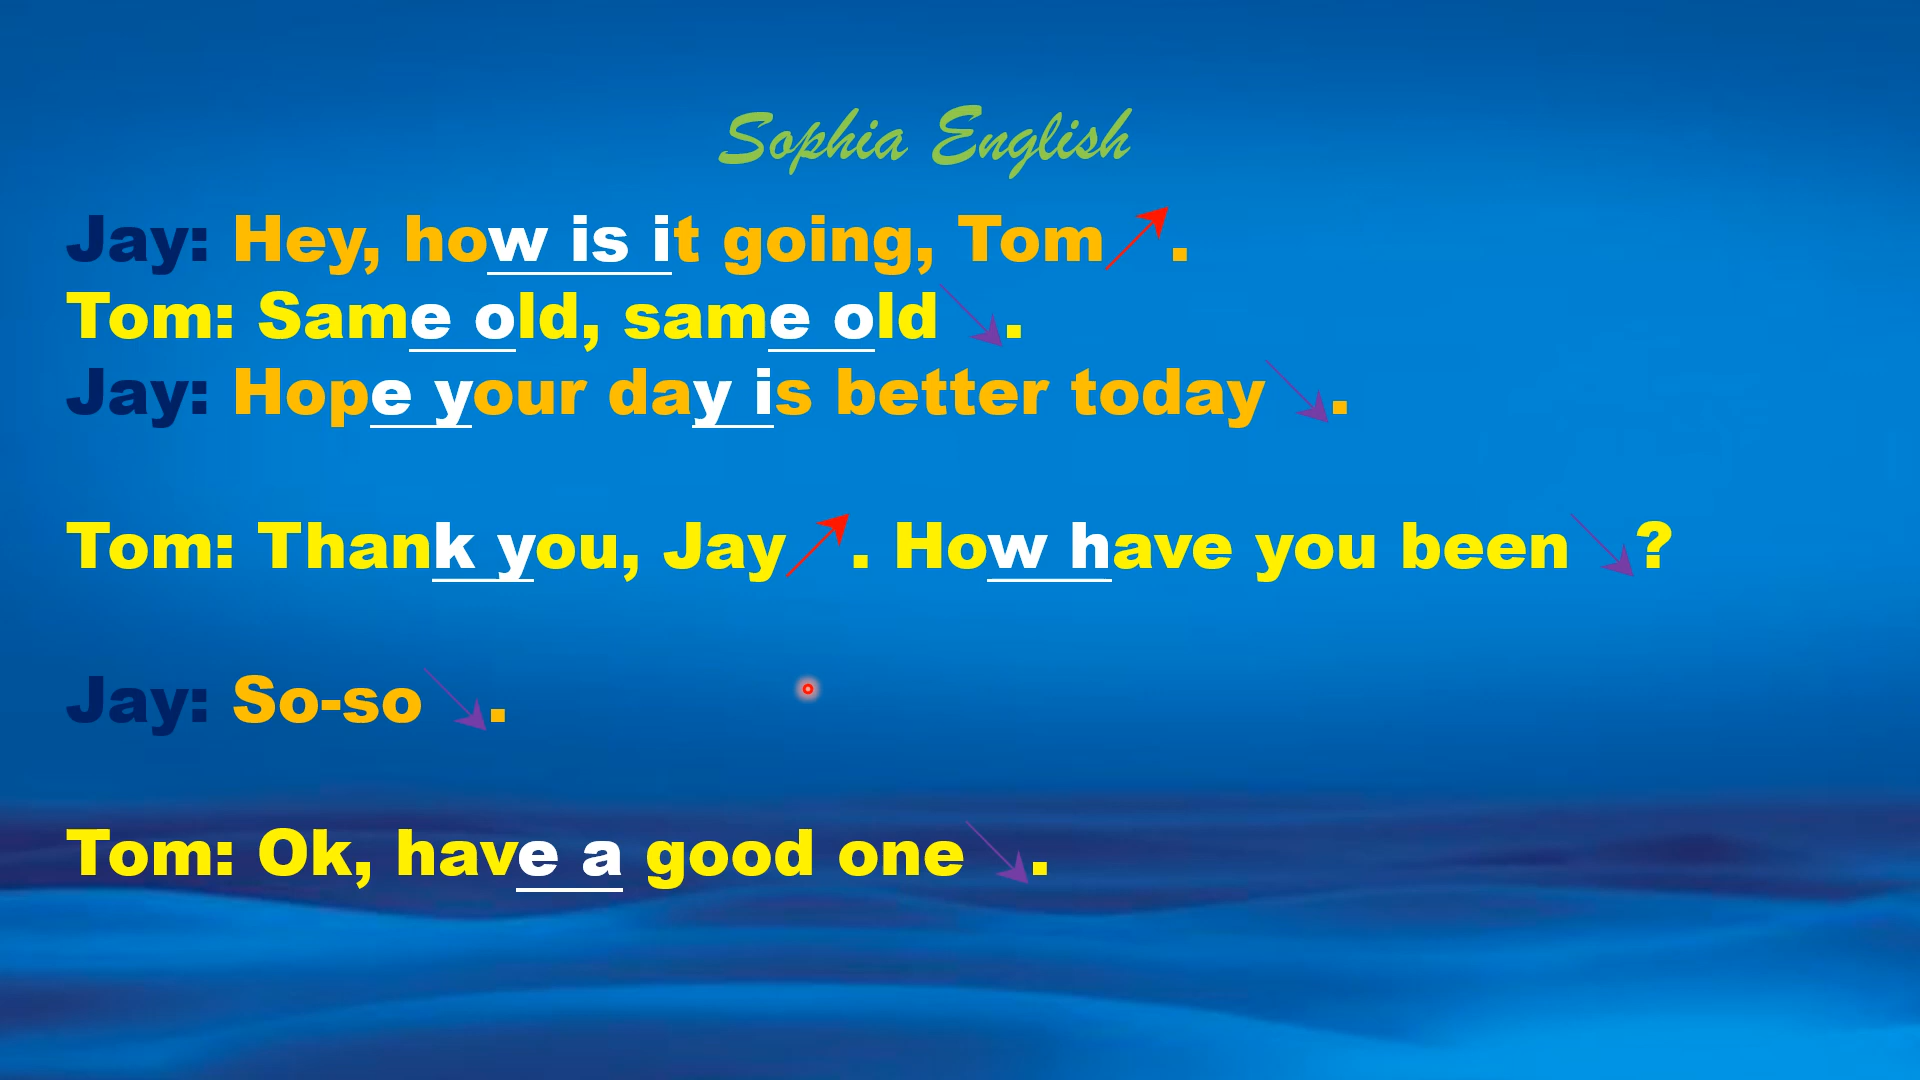 Sophia English
Jay: Hey, how is it going, Tom↗.
Tom: Same old, same old↘.
Jay: Hope your day is better today↘.
Tom: Thank you, Jay↗. How have you been↘?
Jay: So-so↘.
Tom: Ok, have a good one↘.